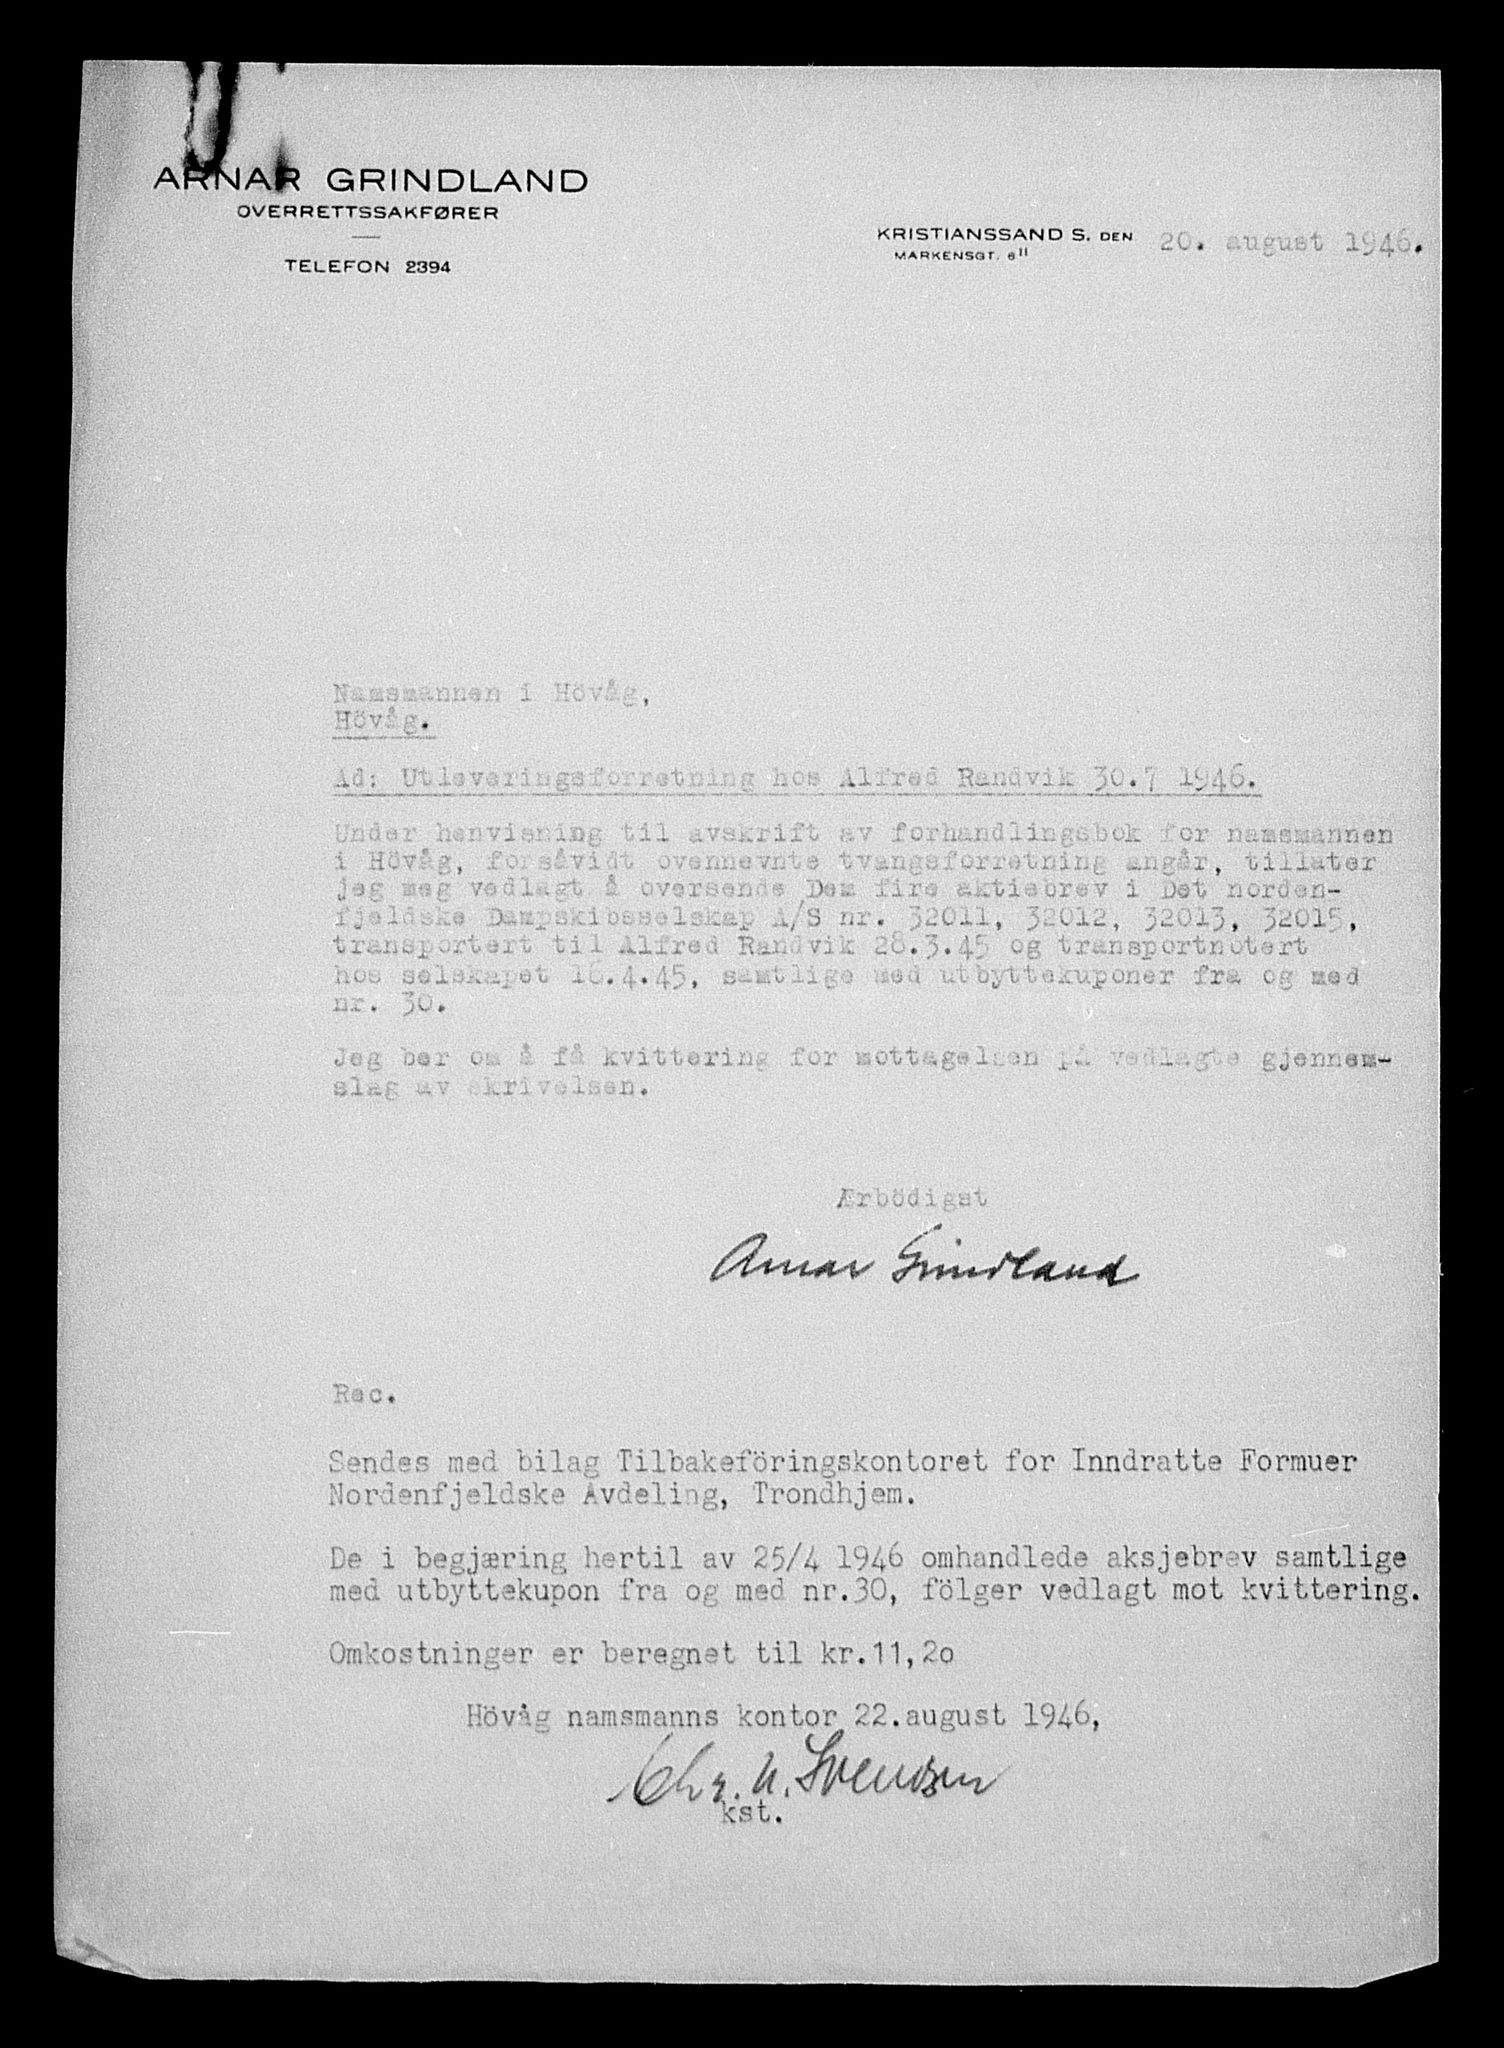 ARNAR GRINDLAND
OVERRETTSSAKFØRER
TELEFON 2394
KRISTIANSSAND S. DEN 20. august 1946.
MARKENSGT. 6 II
Namsmannen i Hövåg,
Hövåg.
Ad: Utleveringsforretning hos Alfred Randvik 30.7 1946.
Under henvisning til avskrift av forhandlingsbok for namsmannen
i Hövåg, forsåvidt ovennevnte tvangsforretning angår, tillater
jeg meg vedlagt å oversende Dem fire aktiebrev i Det norden-
fjeldske Dampskibsselskap A/S nr. 32011, 32012, 32013, 32015,
transportert til Alfred Randvik 28.3.45 og transportnotert
hos selskapet 16.4.45, samtlige med utbyttekuponer fra og med
nr. 30.
Jeg ber om å få kvittering for mottagelsen på vedlagte gjennem-
slag av skrivelsen.
Ærbödigst
Arnar Grindland
Rec.
Sendes med bilag Tilbakeföringskontoret for Inndratte Formuer
Nordenfjeldske Avdeling, Trondhjem.
De i begjæring hertil av 25/4 1946 omhandlede aksjebrev samtlige
med utbyttekupon fra og med nr.30, fölger vedlagt mot kvittering.
Omkostninger er beregnet til kr.11,2o
Hövåg namsmanns kontor 22.august 1946,
Chr. U. Svendsen
kst.